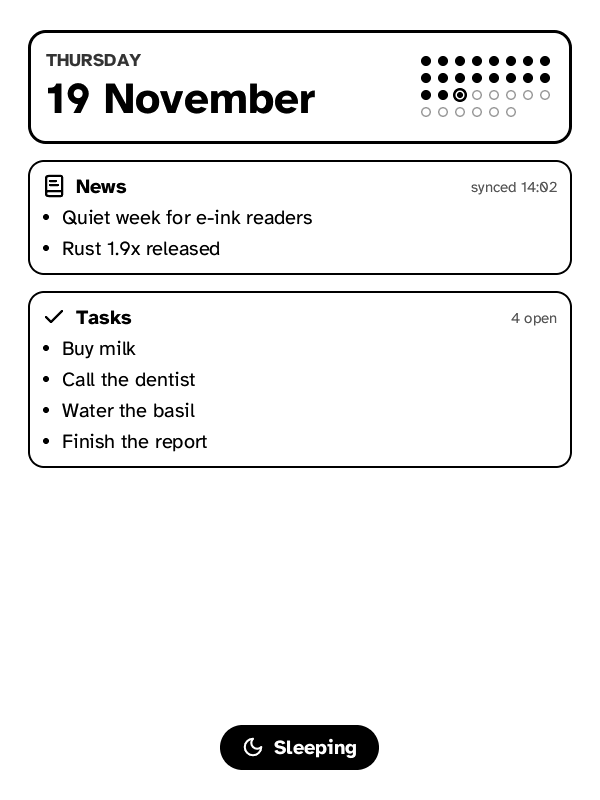 THURSDAY
19 November
News
synced 14:02
• Quiet week for e-ink readers
• Rust 1.9x released
Tasks
4 open
• Buy milk
• Call the dentist
• Water the basil
• Finish the report
Sleeping